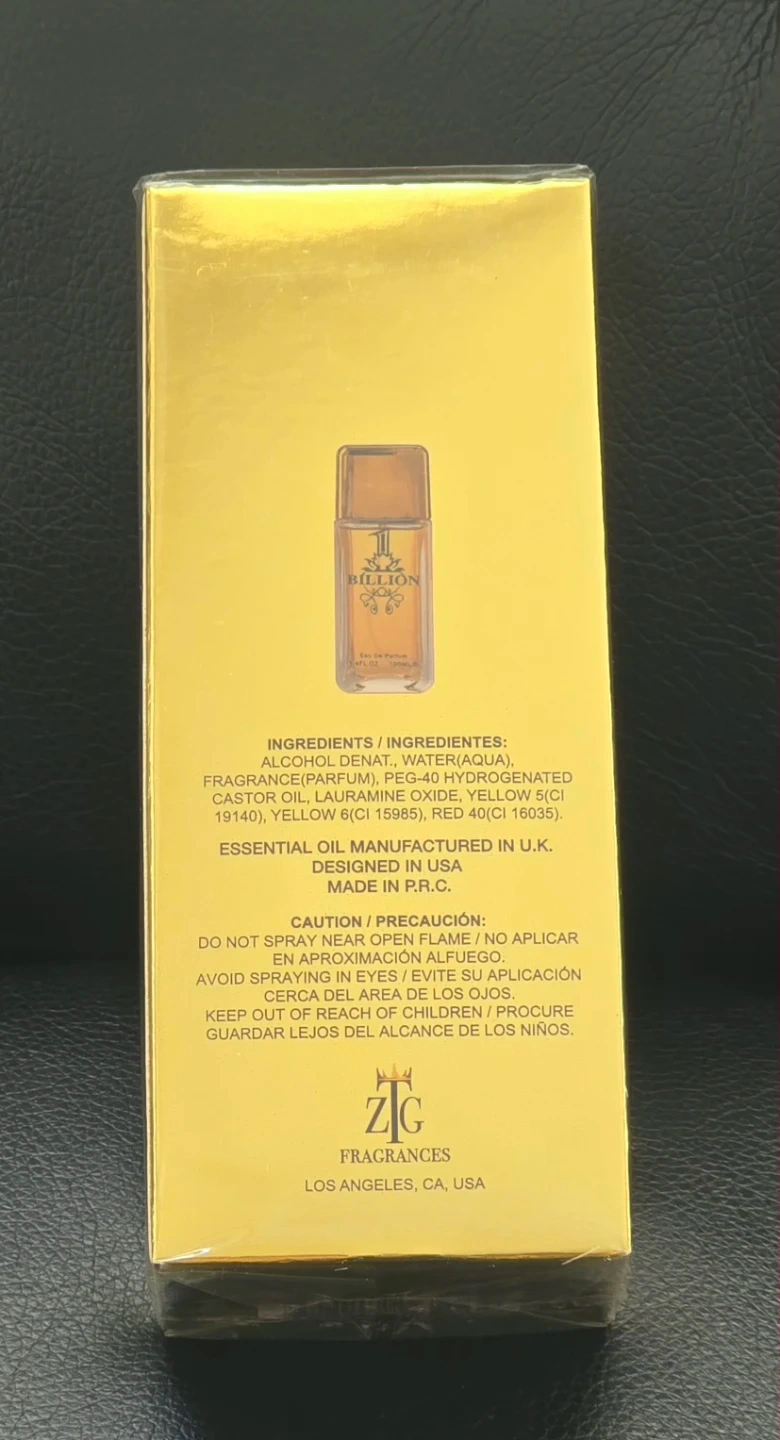 1
BILLION
Eau De Parfum
100ML
INGREDIENTS / INGREDIENTES:
ALCOHOL DENAT., WATER(AQUA),
FRAGRANCE(PARFUM), PEG-40 HYDROGENATED
CASTOR OIL, LAURAMINE OXIDE, YELLOW 5(CI
19140), YELLOW 6(CI 15985), RED 40(CI 16035).
ESSENTIAL OIL MANUFACTURED IN U.K.
DESIGNED IN USA
MADE IN P.R.C.
CAUTION / PRECAUCIÓN:
DO NOT SPRAY NEAR OPEN FLAME / NO APLICAR
EN APROXIMACIÓN ALFUEGO.
AVOID SPRAYING IN EYES / EVITE SU APLICACIÓN
CERCA DEL AREA DE LOS OJOS.
KEEP OUT OF REACH OF CHILDREN / PROCURE
GUARDAR LEJOS DEL ALCANCE DE LOS NIÑOS.
ZTG
FRAGRANCES
LOS ANGELES, CA, USA